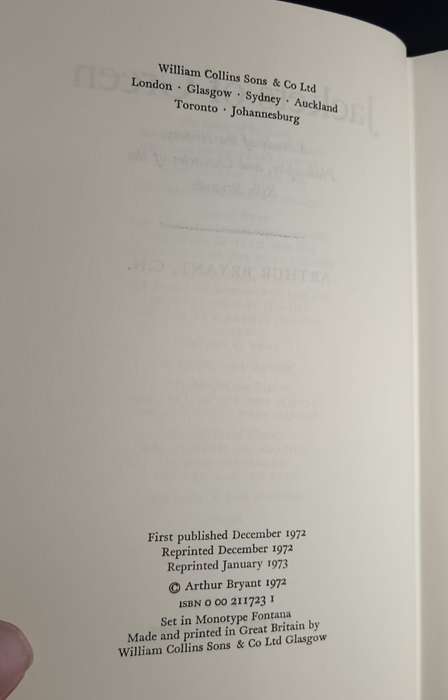 William Collins Sons & Co Ltd
London · Glasgow · Sydney · Auckland
Toronto · Johannesburg
ARTHUR BRYANT, C.H.
First published December 1972
Reprinted December 1972
Reprinted January 1973
© Arthur Bryant 1972
ISBN 0 00 211723 1
Set in Monotype Fontana
Made and printed in Great Britain by
William Collins Sons & Co Ltd Glasgow